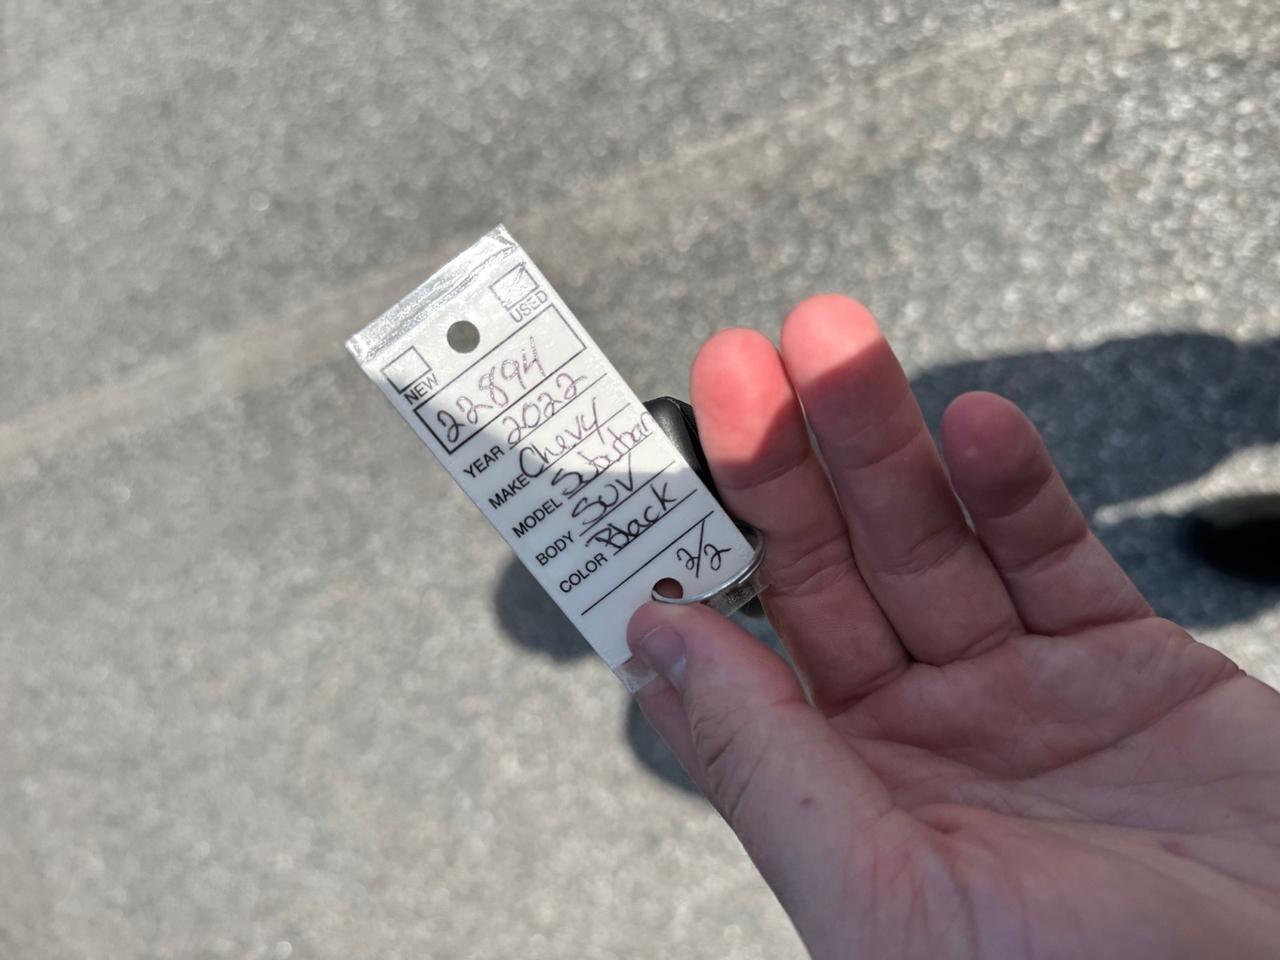 USED
NEW
22894
YEAR 2022
MAKE Chevy
MODEL Suburban
BODY SUV
COLOR Black
2/2